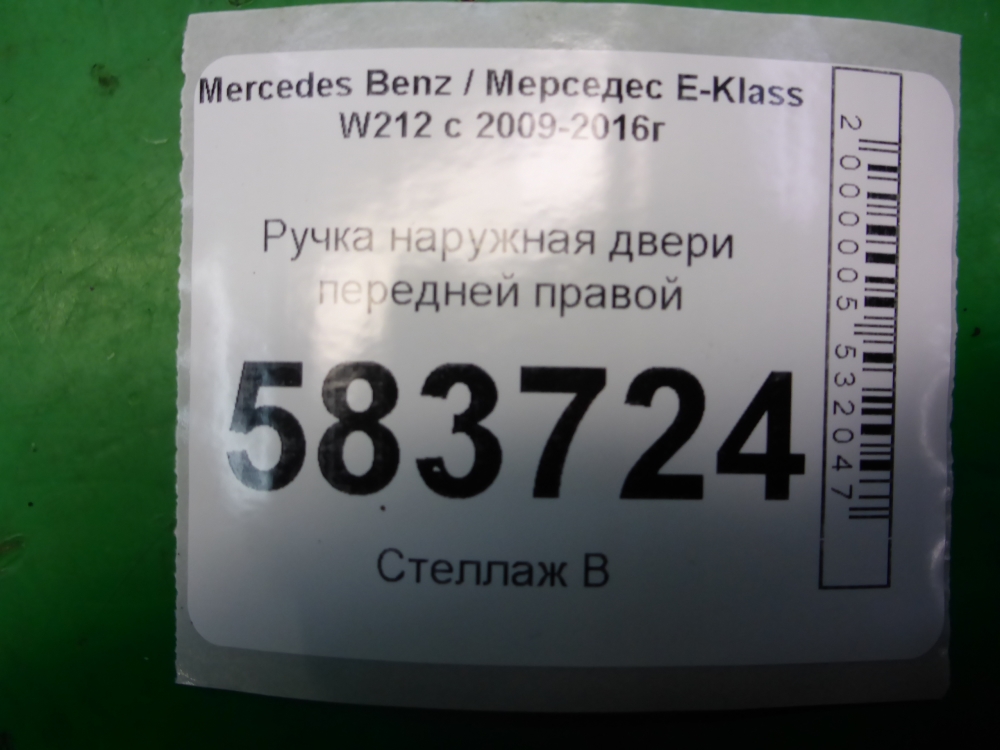 Mercedes Benz / Мерседес E-Klass
W212 с 2009-2016г
Ручка наружная двери
передней правой
583724
Стеллаж В
2000005532047